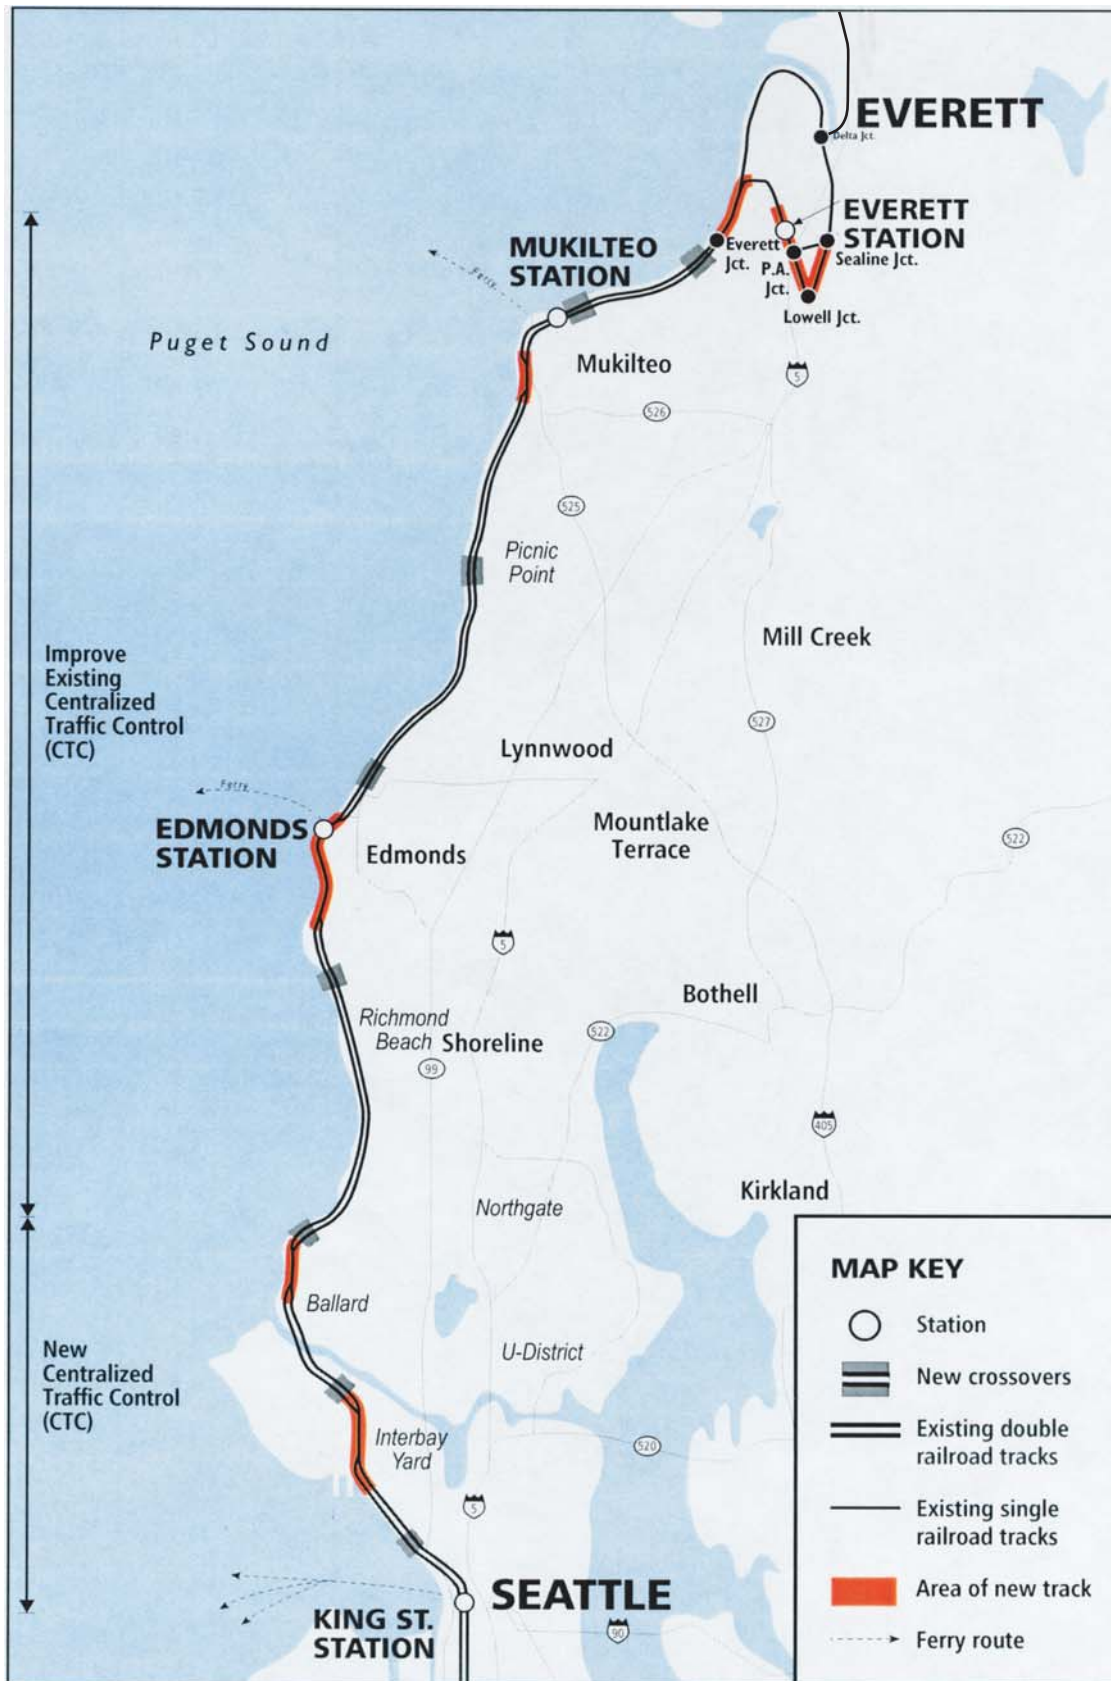 EVERETT
Delta Jct.
EVERETT
STATION
MUKILTEO
STATION
Everett
Jct.
Sealine Jct.
P.A.
Jct.
Lowell Jct.
Ferry
Puget Sound
Mukilteo
5
526
525
Picnic
Point
Mill Creek
Improve
Existing
Centralized
Traffic Control
(CTC)
527
Lynnwood
Ferry
EDMONDS
STATION
Edmonds
Mountlake
Terrace
522
5
Bothell
Richmond
Beach
Shoreline
522
99
405
Northgate
Kirkland
Ballard
U-District
New
Centralized
Traffic Control
(CTC)
Interbay
Yard
520
5
SEATTLE
KING ST.
STATION
90
MAP KEY
Station
New crossovers
Existing double
railroad tracks
Existing single
railroad tracks
Area of new track
Ferry route